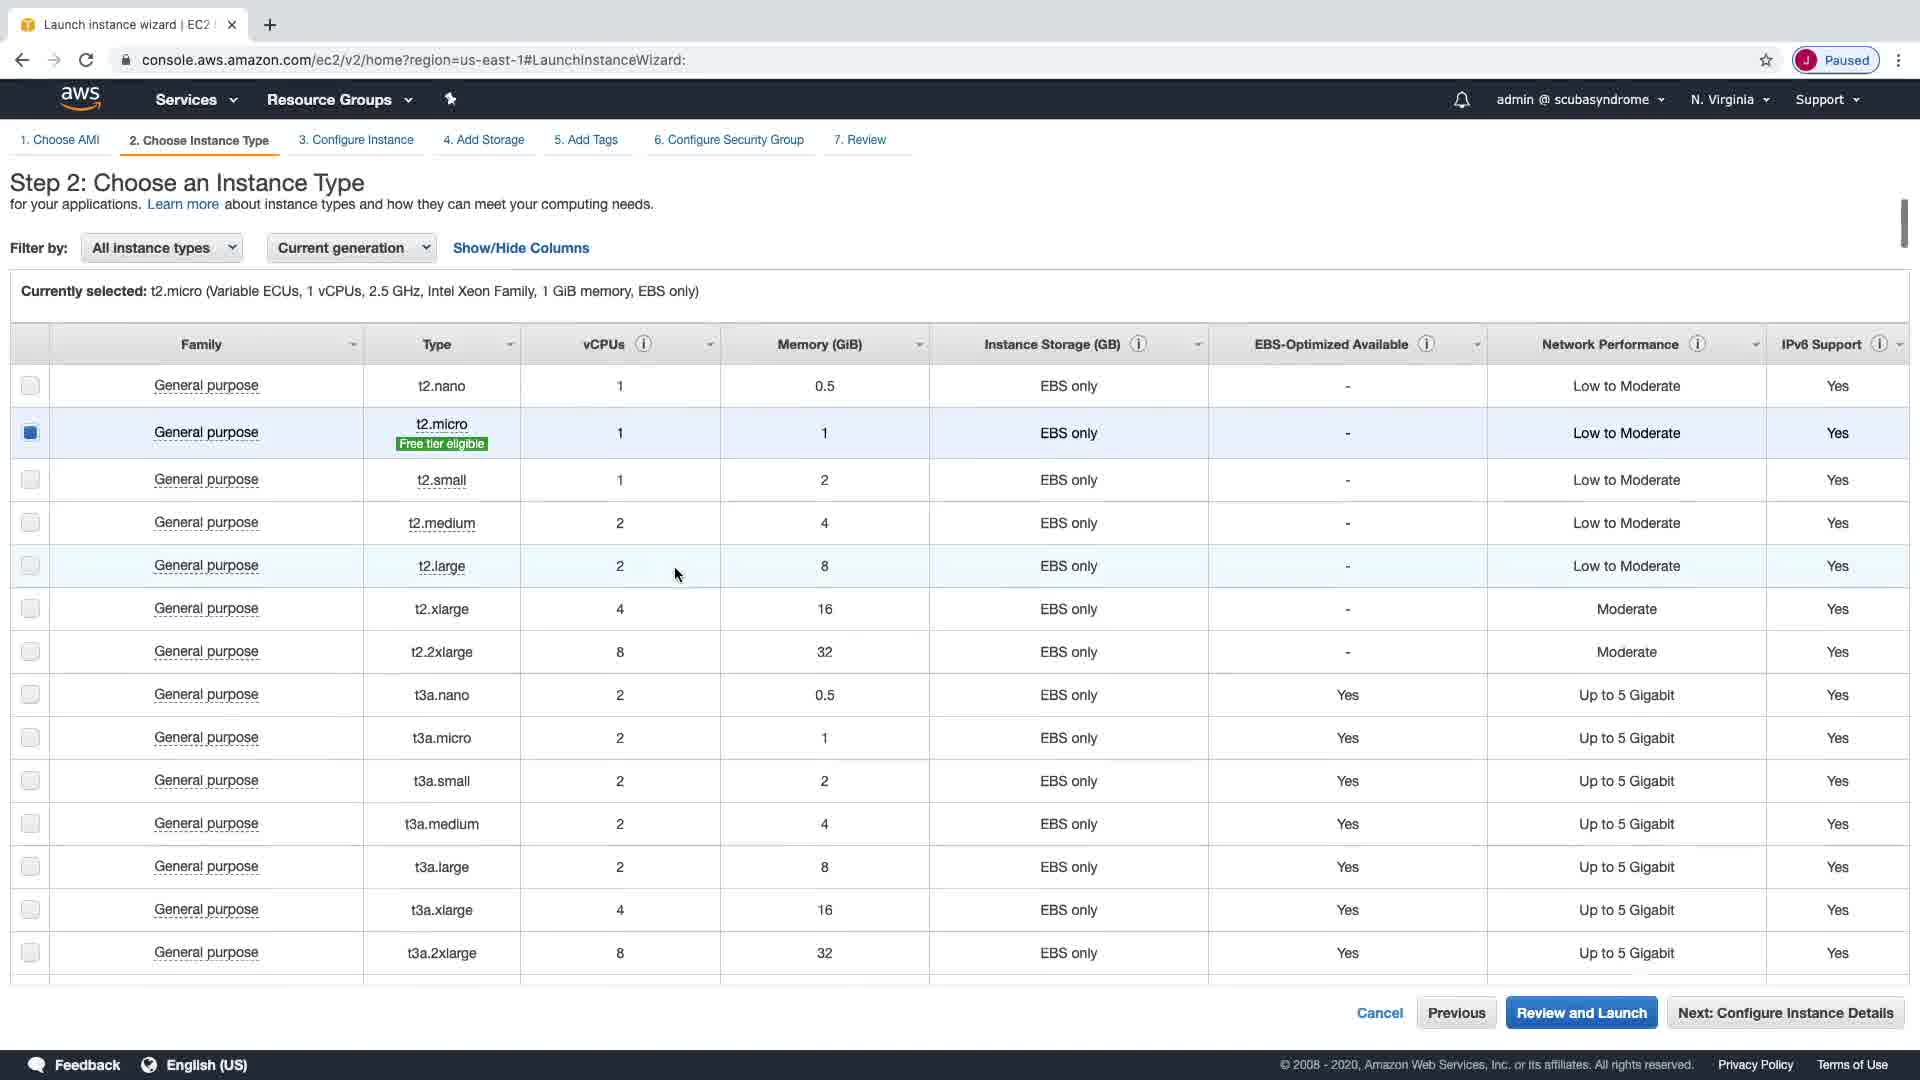 Launch instance wizard | EC2
console.aws.amazon.com/ec2/v2/home?region=us-east-1#LaunchInstanceWizard:
J Paused
aws Services Resource Groups admin @ scubasyndrome N. Virginia Support
1. Choose AMI 2. Choose Instance Type 3. Configure Instance 4. Add Storage 5. Add Tags 6. Configure Security Group 7. Review
Step 2: Choose an Instance Type
for your applications. Learn more about instance types and how they can meet your computing needs.
Filter by: All instance types Current generation Show/Hide Columns
Currently selected: t2.micro (Variable ECUs, 1 vCPUs, 2.5 GHz, Intel Xeon Family, 1 GiB memory, EBS only)
Family Type vCPUs i Memory (GiB) Instance Storage (GB) i EBS-Optimized Available i Network Performance i IPv6 Support i
General purpose t2.nano 1 0.5 EBS only - Low to Moderate Yes
General purpose t2.micro 1 1 EBS only - Low to Moderate Yes
Free tier eligible
General purpose t2.small 1 2 EBS only - Low to Moderate Yes
General purpose t2.medium 2 4 EBS only - Low to Moderate Yes
General purpose t2.large 2 8 EBS only - Low to Moderate Yes
General purpose t2.xlarge 4 16 EBS only - Moderate Yes
General purpose t2.2xlarge 8 32 EBS only - Moderate Yes
General purpose t3a.nano 2 0.5 EBS only Yes Up to 5 Gigabit Yes
General purpose t3a.micro 2 1 EBS only Yes Up to 5 Gigabit Yes
General purpose t3a.small 2 2 EBS only Yes Up to 5 Gigabit Yes
General purpose t3a.medium 2 4 EBS only Yes Up to 5 Gigabit Yes
General purpose t3a.large 2 8 EBS only Yes Up to 5 Gigabit Yes
General purpose t3a.xlarge 4 16 EBS only Yes Up to 5 Gigabit Yes
General purpose t3a.2xlarge 8 32 EBS only Yes Up to 5 Gigabit Yes
Cancel Previous Review and Launch Next: Configure Instance Details
Feedback English (US) © 2008 - 2020, Amazon Web Services, Inc. or its affiliates. All rights reserved. Privacy Policy Terms of Use